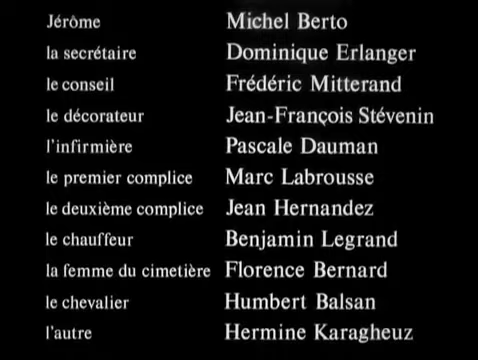 Jérôme Michel Berto
la secrétaire Dominique Erlanger
le conseil Frédéric Mitterand
le décorateur Jean-François Stévenin
l'infirmière Pascale Dauman
le premier complice Marc Labrousse
le deuxième complice Jean Hernandez
le chauffeur Benjamin Legrand
la femme du cimetière Florence Bernard
le chevalier Humbert Balsan
l'autre Hermine Karagheuz